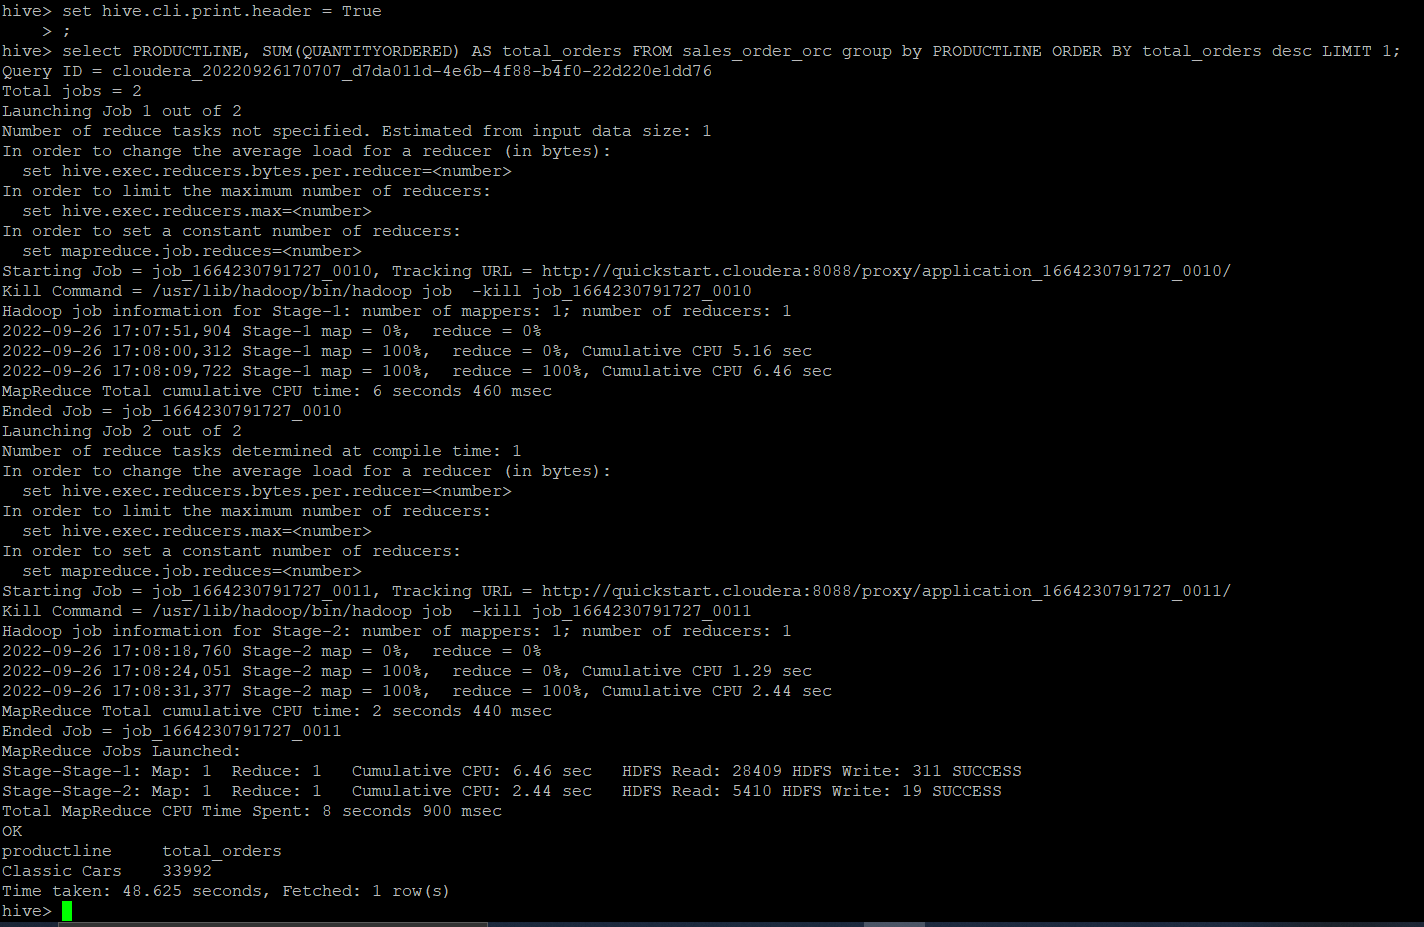 hive> set hive.cli.print.header = True
    > ;
hive> select PRODUCTLINE, SUM(QUANTITYORDERED) AS total_orders FROM sales_order_orc group by PRODUCTLINE ORDER BY total_orders desc LIMIT 1;
Query ID = cloudera_20220926170707_d7da011d-4e6b-4f88-b4f0-22d220e1dd76
Total jobs = 2
Launching Job 1 out of 2
Number of reduce tasks not specified. Estimated from input data size: 1
In order to change the average load for a reducer (in bytes):
  set hive.exec.reducers.bytes.per.reducer=<number>
In order to limit the maximum number of reducers:
  set hive.exec.reducers.max=<number>
In order to set a constant number of reducers:
  set mapreduce.job.reduces=<number>
Starting Job = job_1664230791727_0010, Tracking URL = http://quickstart.cloudera:8088/proxy/application_1664230791727_0010/
Kill Command = /usr/lib/hadoop/bin/hadoop job  -kill job_1664230791727_0010
Hadoop job information for Stage-1: number of mappers: 1; number of reducers: 1
2022-09-26 17:07:51,904 Stage-1 map = 0%,  reduce = 0%
2022-09-26 17:08:00,312 Stage-1 map = 100%,  reduce = 0%, Cumulative CPU 5.16 sec
2022-09-26 17:08:09,722 Stage-1 map = 100%,  reduce = 100%, Cumulative CPU 6.46 sec
MapReduce Total cumulative CPU time: 6 seconds 460 msec
Ended Job = job_1664230791727_0010
Launching Job 2 out of 2
Number of reduce tasks determined at compile time: 1
In order to change the average load for a reducer (in bytes):
  set hive.exec.reducers.bytes.per.reducer=<number>
In order to limit the maximum number of reducers:
  set hive.exec.reducers.max=<number>
In order to set a constant number of reducers:
  set mapreduce.job.reduces=<number>
Starting Job = job_1664230791727_0011, Tracking URL = http://quickstart.cloudera:8088/proxy/application_1664230791727_0011/
Kill Command = /usr/lib/hadoop/bin/hadoop job  -kill job_1664230791727_0011
Hadoop job information for Stage-2: number of mappers: 1; number of reducers: 1
2022-09-26 17:08:18,760 Stage-2 map = 0%,  reduce = 0%
2022-09-26 17:08:24,051 Stage-2 map = 100%,  reduce = 0%, Cumulative CPU 1.29 sec
2022-09-26 17:08:31,377 Stage-2 map = 100%,  reduce = 100%, Cumulative CPU 2.44 sec
MapReduce Total cumulative CPU time: 2 seconds 440 msec
Ended Job = job_1664230791727_0011
MapReduce Jobs Launched:
Stage-Stage-1: Map: 1  Reduce: 1   Cumulative CPU: 6.46 sec   HDFS Read: 28409 HDFS Write: 311 SUCCESS
Stage-Stage-2: Map: 1  Reduce: 1   Cumulative CPU: 2.44 sec   HDFS Read: 5410 HDFS Write: 19 SUCCESS
Total MapReduce CPU Time Spent: 8 seconds 900 msec
OK
productline     total_orders
Classic Cars    33992
Time taken: 48.625 seconds, Fetched: 1 row(s)
hive>